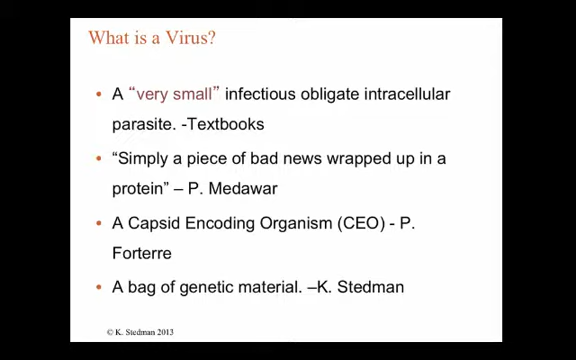 What is a Virus?
• A “very small” infectious obligate intracellular
parasite. -Textbooks
• “Simply a piece of bad news wrapped up in a
protein” – P. Medawar
• A Capsid Encoding Organism (CEO) - P.
Forterre
• A bag of genetic material. –K. Stedman
© K. Stedman 2013